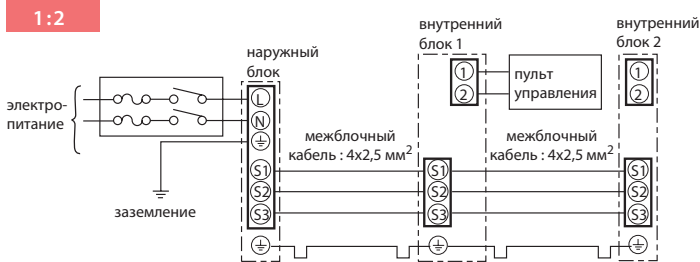 1:2
наружный
блок
внутренний
блок 1
внутренний
блок 2
электро-
питание
L
N
заземление
1
2
пульт
управления
1
2
межблочный
кабель : 4x2,5 мм²
межблочный
кабель : 4x2,5 мм²
S1
S2
S3
S1
S2
S3
S1
S2
S3